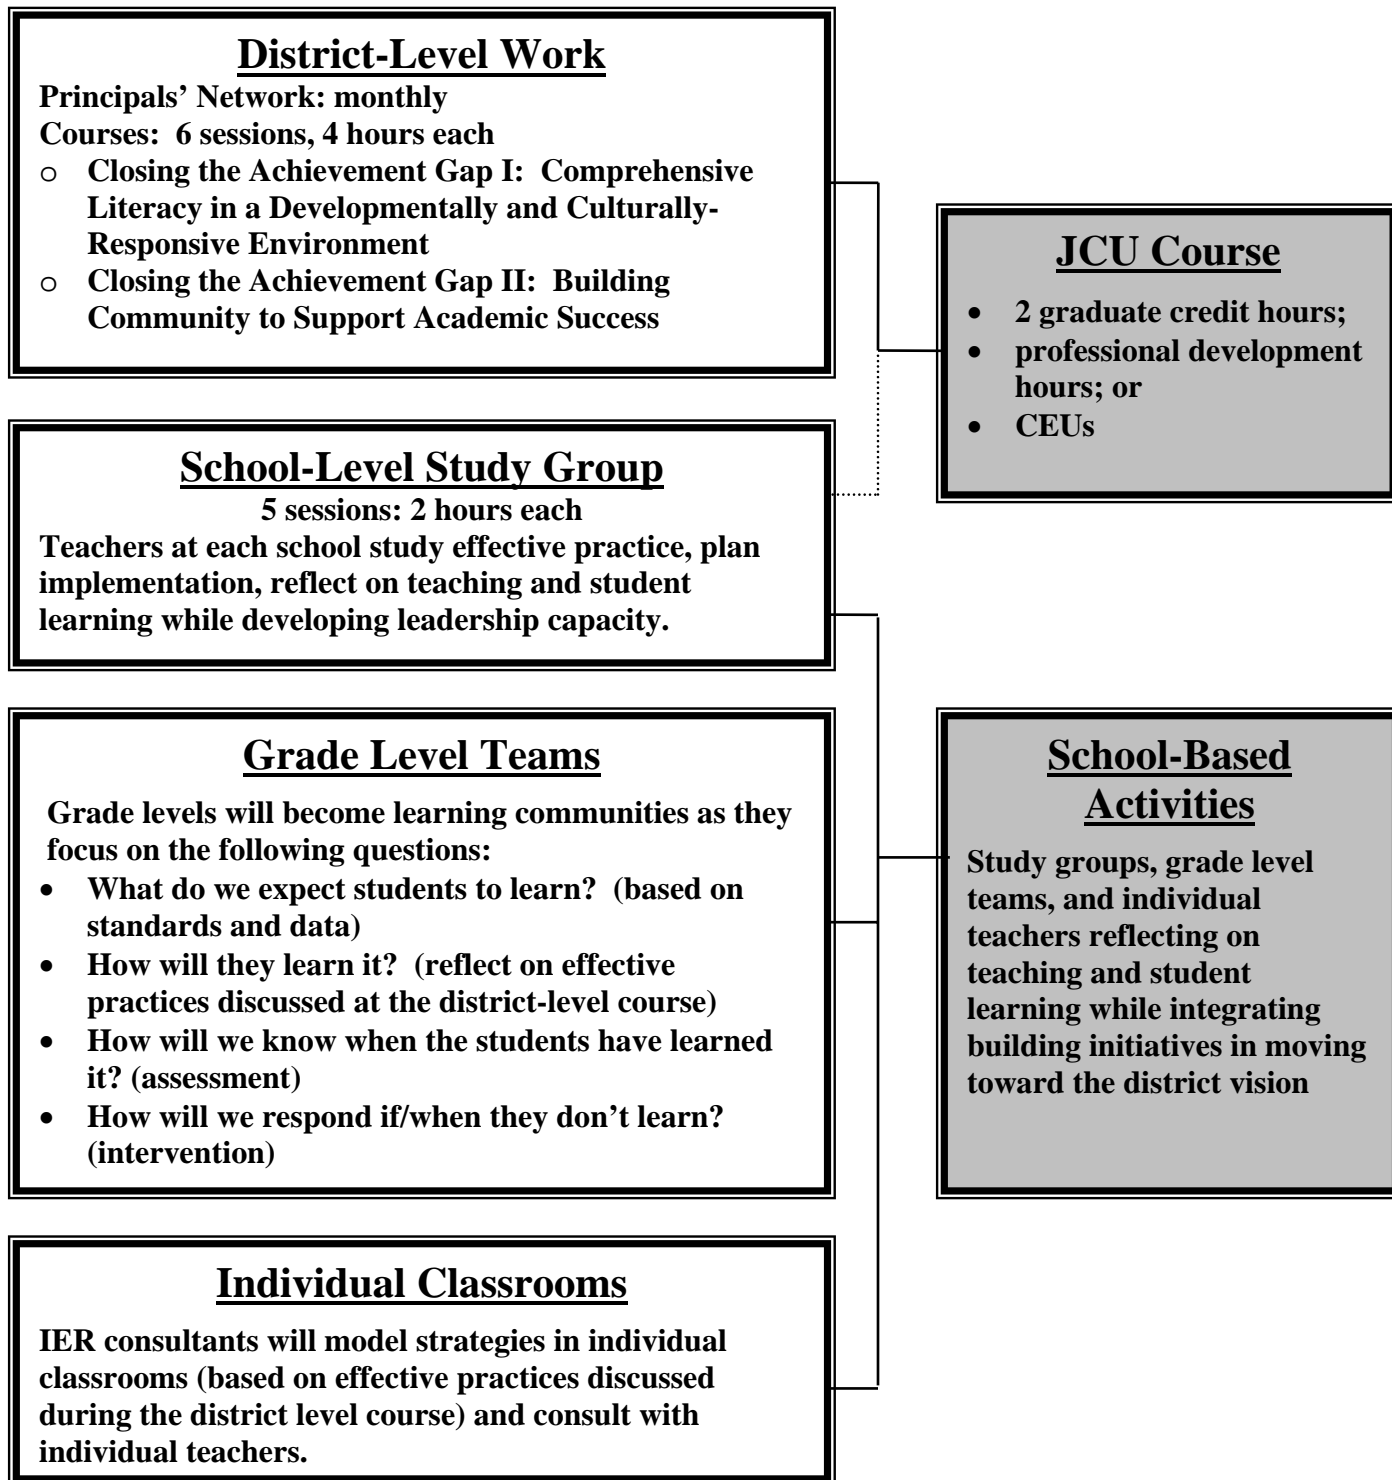 District-Level Work
Principals’ Network: monthly
Courses:  6 sessions, 4 hours each
o Closing the Achievement Gap I:  Comprehensive
Literacy in a Developmentally and Culturally-
Responsive Environment
o Closing the Achievement Gap II:  Building
Community to Support Academic Success
JCU Course
• 2 graduate credit hours;
• professional development
hours; or
• CEUs
School-Level Study Group
5 sessions: 2 hours each
Teachers at each school study effective practice, plan
implementation, reflect on teaching and student
learning while developing leadership capacity.
Grade Level Teams
Grade levels will become learning communities as they
focus on the following questions:
• What do we expect students to learn?  (based on
standards and data)
• How will they learn it?  (reflect on effective
practices discussed at the district-level course)
• How will we know when the students have learned
it? (assessment)
• How will we respond if/when they don’t learn?
(intervention)
School-Based
Activities
Study groups, grade level
teams, and individual
teachers reflecting on
teaching and student
learning while integrating
building initiatives in moving
toward the district vision
Individual Classrooms
IER consultants will model strategies in individual
classrooms (based on effective practices discussed
during the district level course) and consult with
individual teachers.